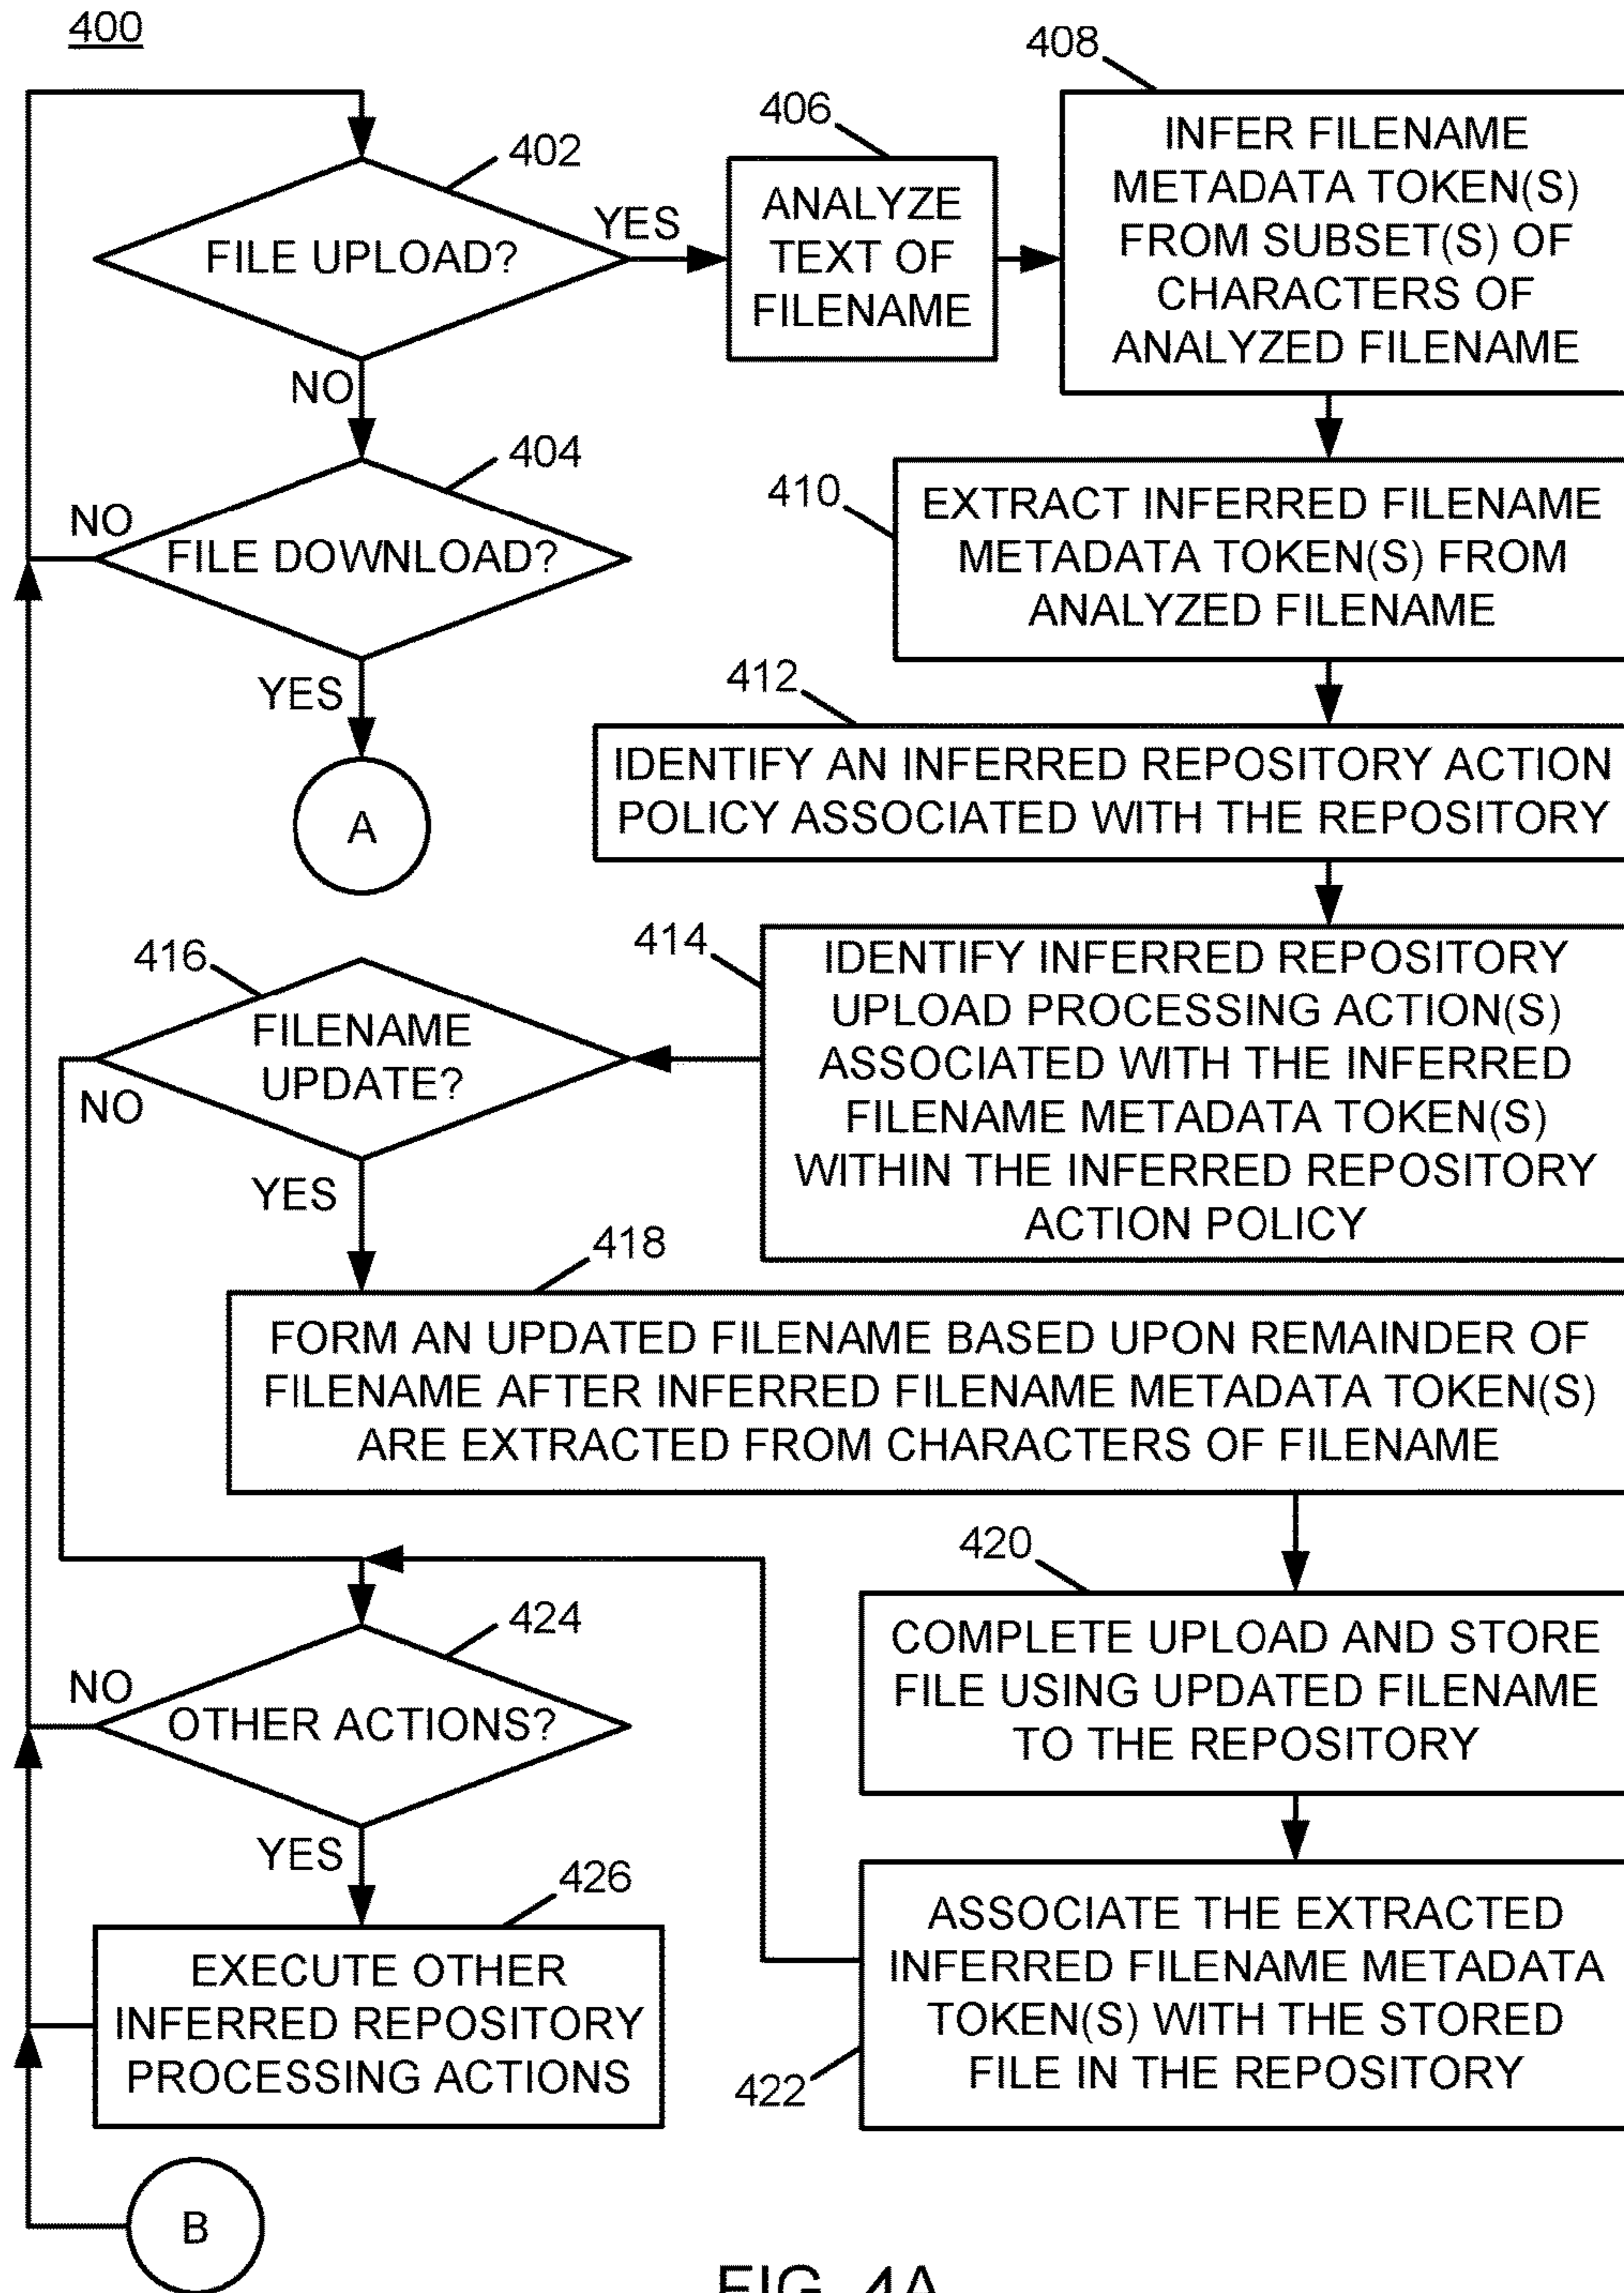 400
402
FILE UPLOAD?
YES
NO
406
ANALYZE
TEXT OF
FILENAME
408
INFER FILENAME
METADATA TOKEN(S)
FROM SUBSET(S) OF
CHARACTERS OF
ANALYZED FILENAME
404
FILE DOWNLOAD?
NO
YES
A
410
EXTRACT INFERRED FILENAME
METADATA TOKEN(S) FROM
ANALYZED FILENAME
412
IDENTIFY AN INFERRED REPOSITORY ACTION
POLICY ASSOCIATED WITH THE REPOSITORY
414
IDENTIFY INFERRED REPOSITORY
UPLOAD PROCESSING ACTION(S)
ASSOCIATED WITH THE INFERRED
FILENAME METADATA TOKEN(S)
WITHIN THE INFERRED REPOSITORY
ACTION POLICY
416
FILENAME
UPDATE?
NO
YES
418
FORM AN UPDATED FILENAME BASED UPON REMAINDER OF
FILENAME AFTER INFERRED FILENAME METADATA TOKEN(S)
ARE EXTRACTED FROM CHARACTERS OF FILENAME
420
COMPLETE UPLOAD AND STORE
FILE USING UPDATED FILENAME
TO THE REPOSITORY
422
ASSOCIATE THE EXTRACTED
INFERRED FILENAME METADATA
TOKEN(S) WITH THE STORED
FILE IN THE REPOSITORY
424
OTHER ACTIONS?
NO
YES
426
EXECUTE OTHER
INFERRED REPOSITORY
PROCESSING ACTIONS
B
FIG. 4A